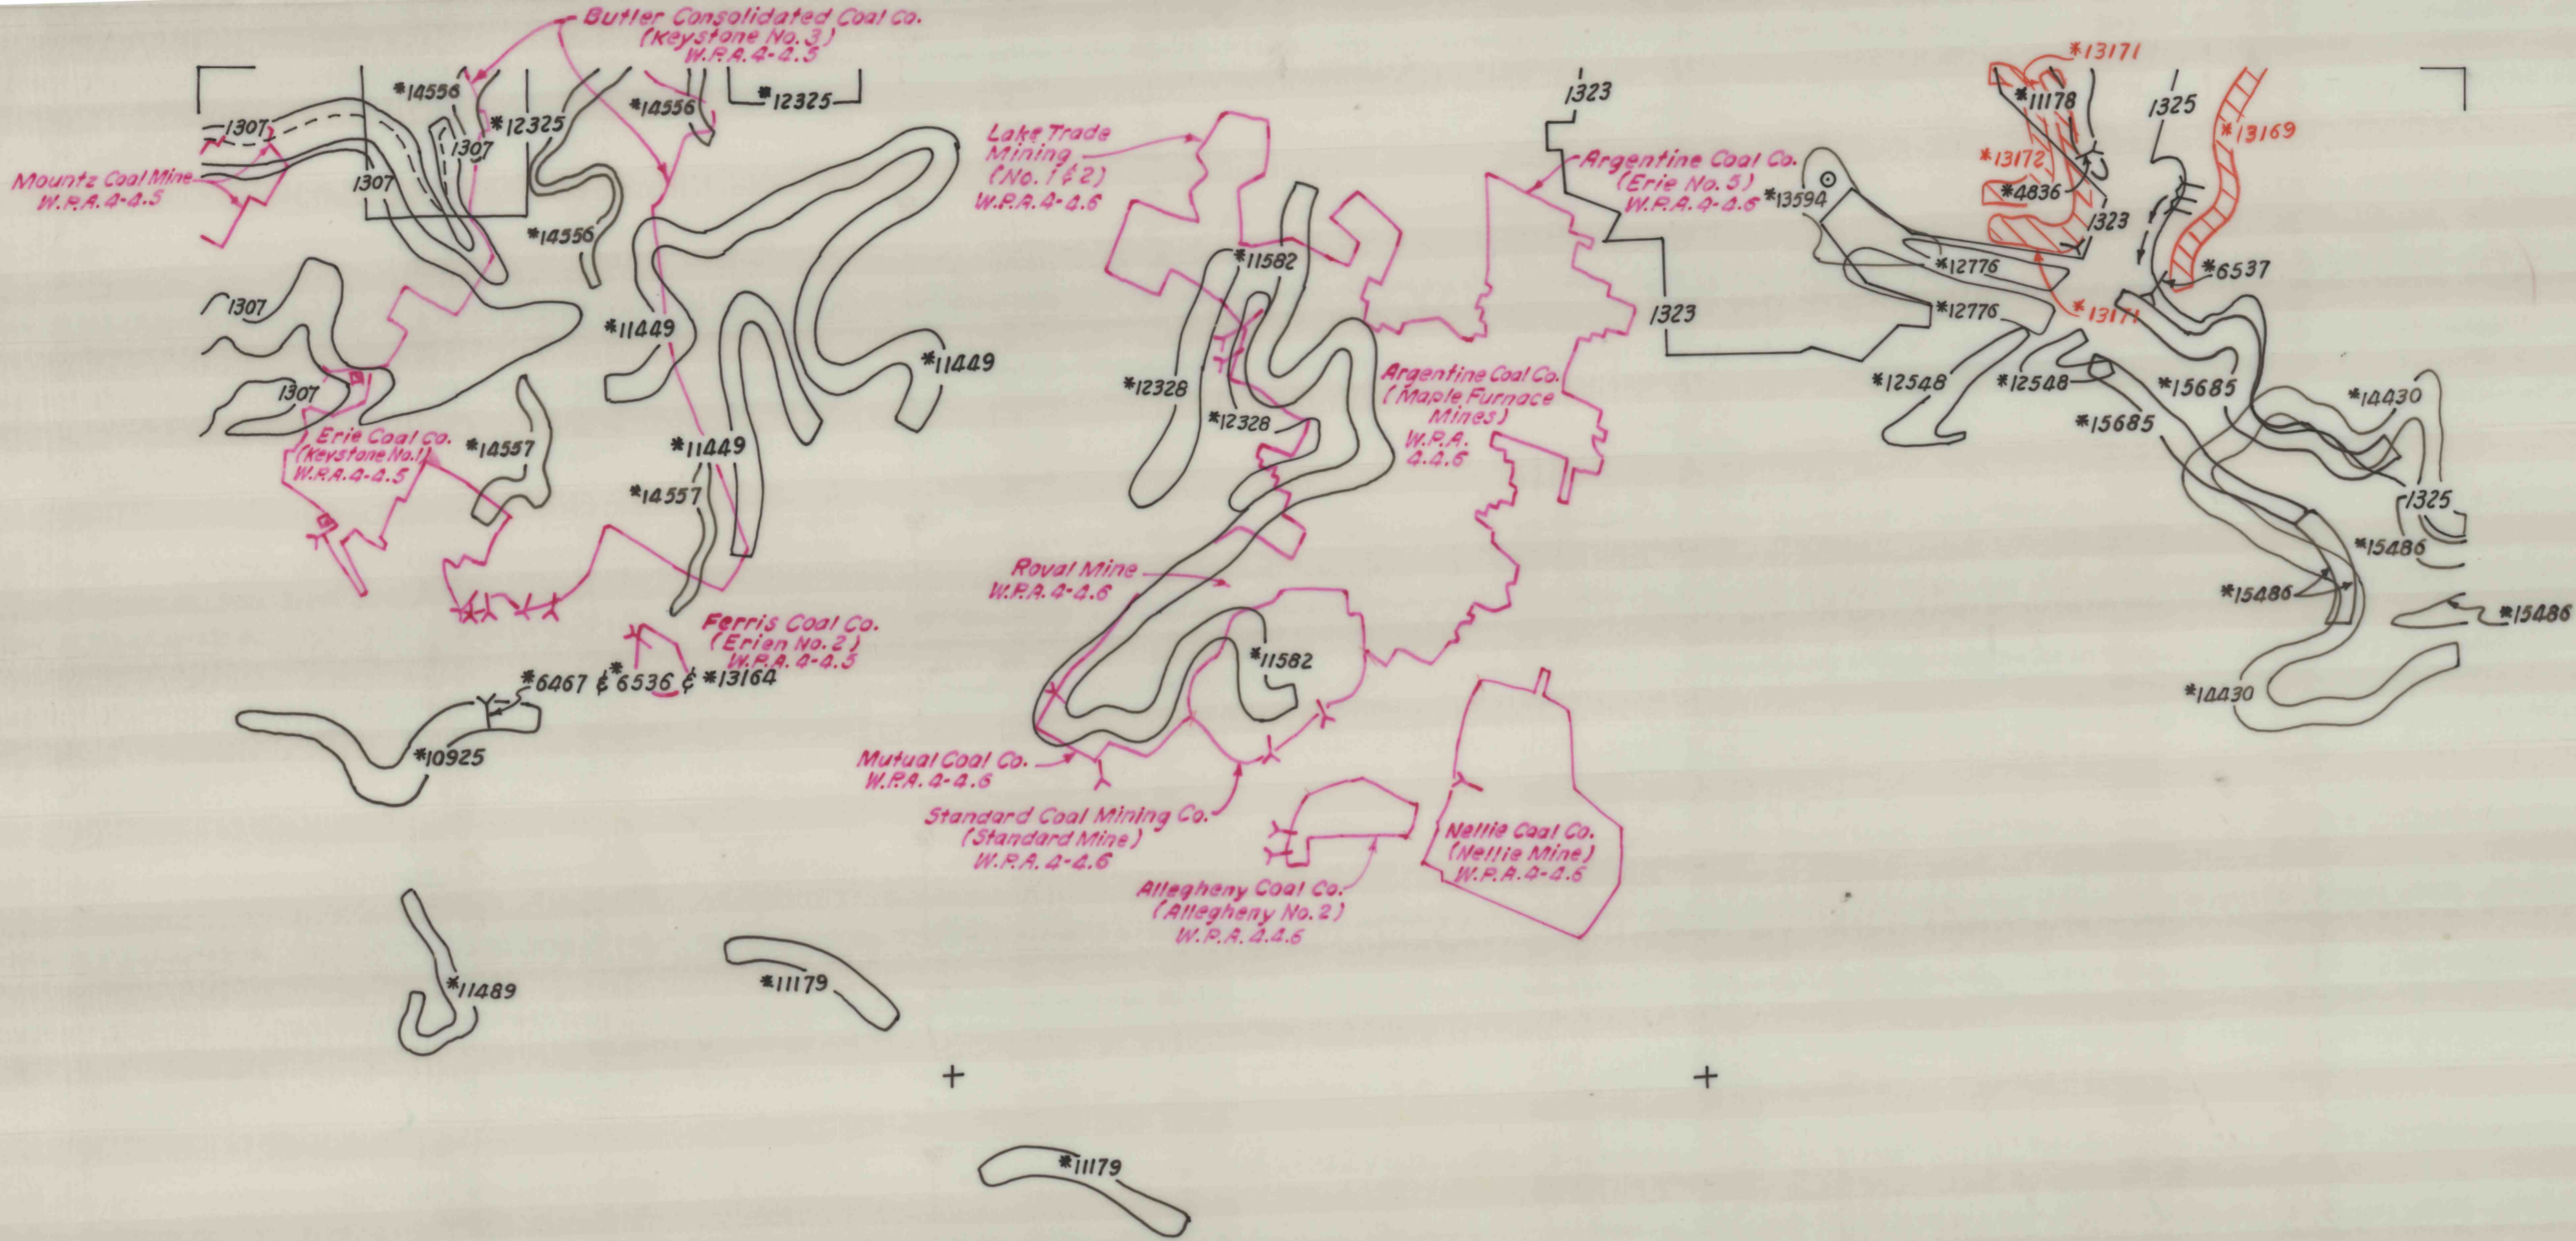 Butler Consolidated Coal Co.
(Keystone No. 3)
W.P.A. 4-4.5
*14556
*12325
*14556
*12325
1307
1307
1307
Mountz Coal Mine
W.P.A. 4-4.5
*14556
1307
1307
*11449
*11449
*11449
Erie Coal Co.
(Keystone No. 1)
W.P.A. 4-4.5
*14557
*14557
Ferris Coal Co.
(Erien No. 2)
W.P.A. 4-4.5
*6467 & *6536 & *13164
*10925
*11489
*11179
*11179
Lake Trade
Mining
(No. 1 & 2)
W.P.A. 4-4.6
*11582
*12328
*12328
Argentine Coal Co.
(Erie No. 5)
W.P.A. 4-4.6
Argentine Coal Co.
(Maple Furnace
Mines)
W.P.A.
4.4.6
Royal Mine
W.P.A. 4-4.6
*11582
Mutual Coal Co.
W.P.A. 4-4.6
Standard Coal Mining Co.
(Standard Mine)
W.P.A. 4-4.6
Allegheny Coal Co.
(Allegheny No. 2)
W.P.A. 4.4.6
Nellie Coal Co.
(Nellie Mine)
W.P.A. 4-4.6
1323
1323
*13594
*13171
*11178
*13172
*4836
1323
1325
*13169
*6537
*12776
*12776
*13171
*12548
*12548
*15685
*15685
*14430
1325
*15486
*15486
*15486
*14430